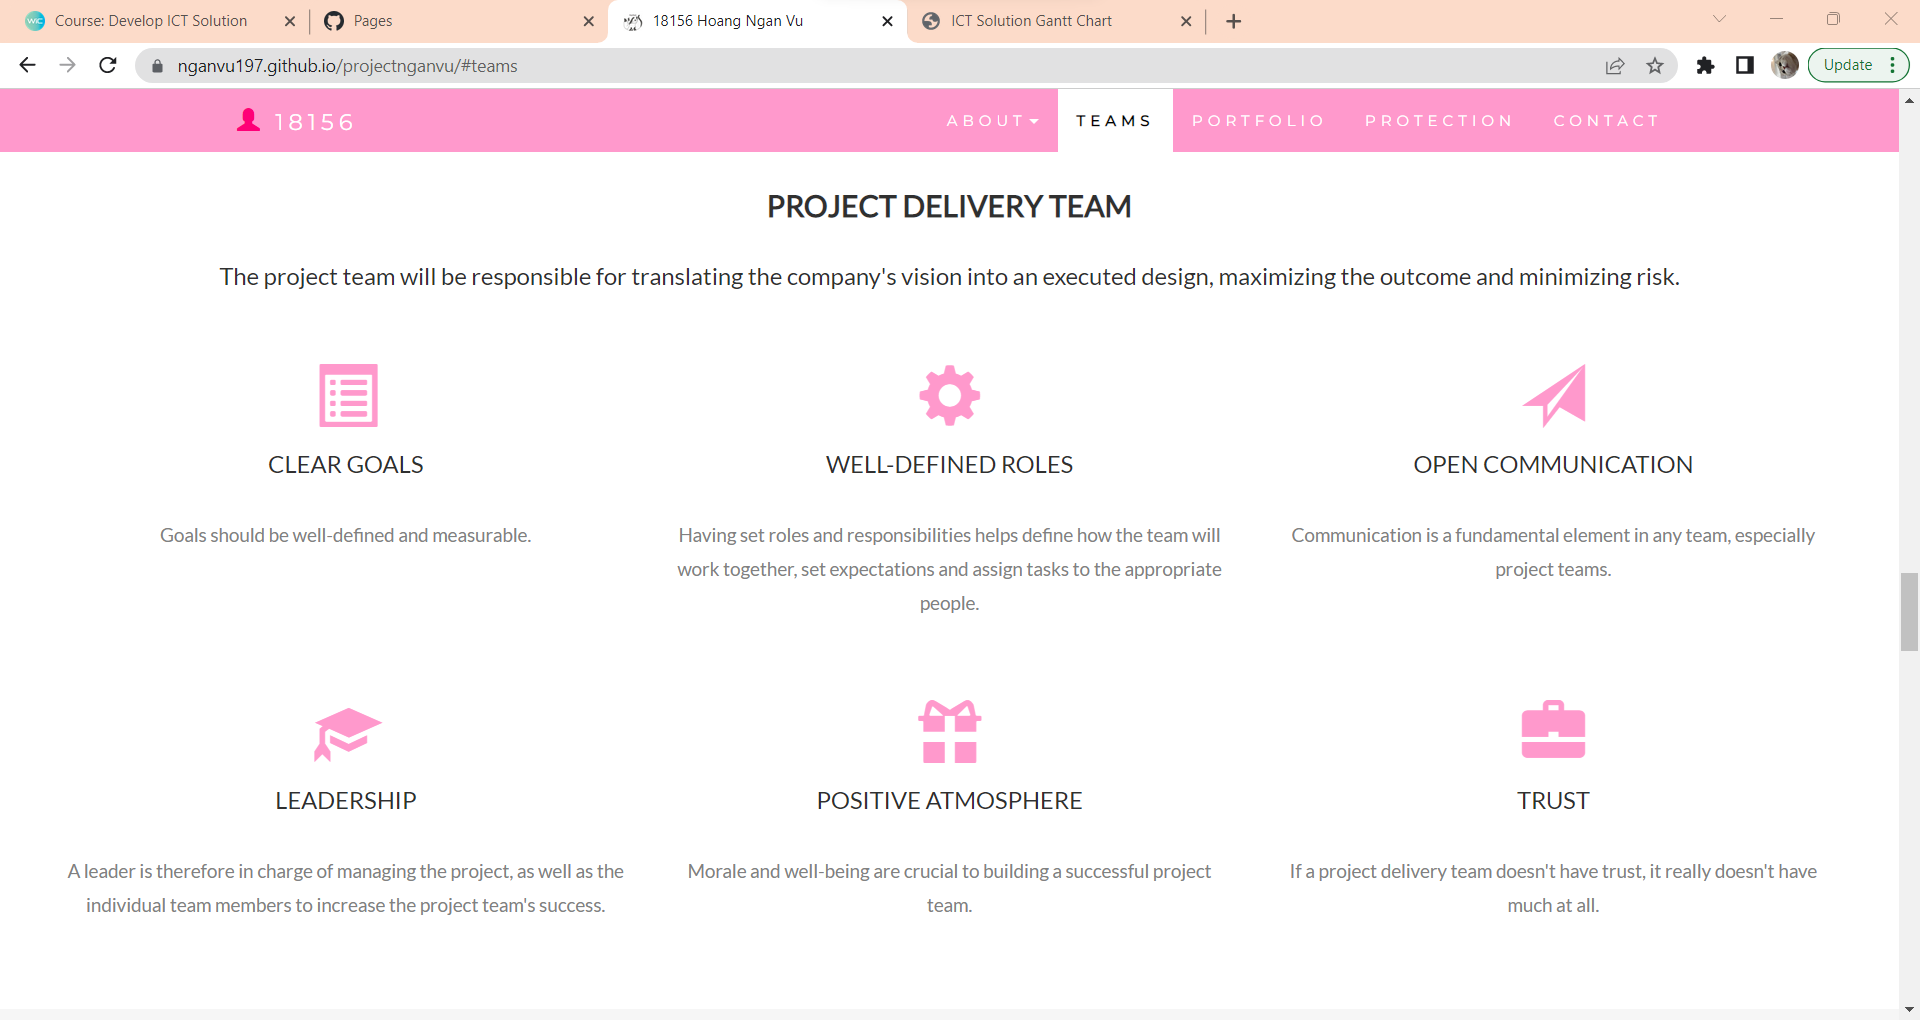 Course: Develop ICT Solution
Pages
18156 Hoang Ngan Vu
ICT Solution Gantt Chart
nganvu197.github.io/projectnganvu/#teams
Update
18156
ABOUT
TEAMS
PORTFOLIO
PROTECTION
CONTACT
PROJECT DELIVERY TEAM
The project team will be responsible for translating the company's vision into an executed design, maximizing the outcome and minimizing risk.
CLEAR GOALS
Goals should be well-defined and measurable.
WELL-DEFINED ROLES
Having set roles and responsibilities helps define how the team will
work together, set expectations and assign tasks to the appropriate
people.
OPEN COMMUNICATION
Communication is a fundamental element in any team, especially
project teams.
LEADERSHIP
A leader is therefore in charge of managing the project, as well as the
individual team members to increase the project team's success.
POSITIVE ATMOSPHERE
Morale and well-being are crucial to building a successful project
team.
TRUST
If a project delivery team doesn't have trust, it really doesn't have
much at all.